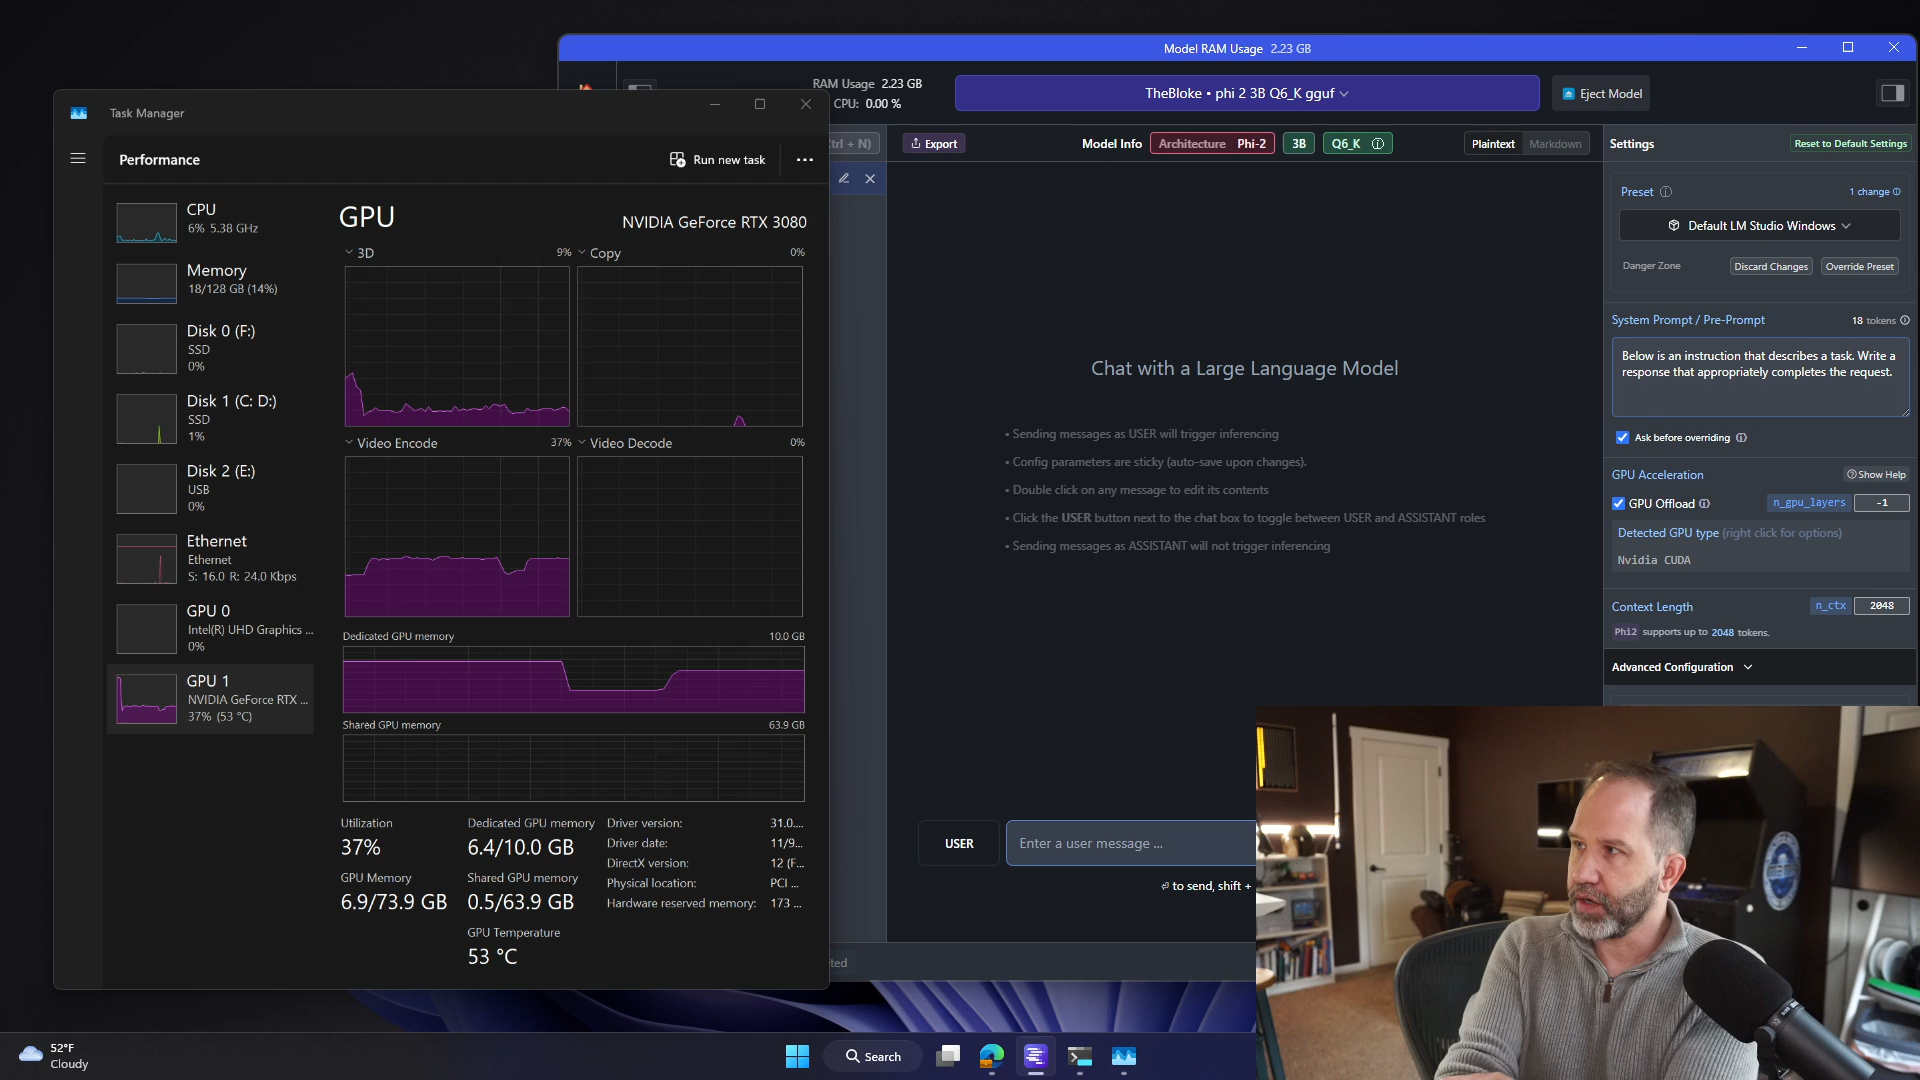 Model RAM Usage 2.23 GB
RAM Usage 2.23 GB
CPU: 0.00 %
TheBloke • phi 2 3B Q6_K gguf
Eject Model
Task Manager
Performance
Run new task
CPU
6% 5.38 GHz
Memory
18/128 GB (14%)
Disk 0 (F:)
SSD
0%
Disk 1 (C: D:)
SSD
1%
Disk 2 (E:)
USB
0%
Ethernet
Ethernet
S: 16.0 R: 24.0 Kbps
GPU 0
Intel(R) UHD Graphics ...
0%
GPU 1
NVIDIA GeForce RTX ...
37% (53 °C)
GPU
NVIDIA GeForce RTX 3080
3D 9%
Copy 0%
Video Encode 37%
Video Decode 0%
Dedicated GPU memory 10.0 GB
Shared GPU memory 63.9 GB
Utilization
37%
GPU Memory
6.9/73.9 GB
Dedicated GPU memory
6.4/10.0 GB
Shared GPU memory
0.5/63.9 GB
GPU Temperature
53 °C
Driver version: 31.0....
Driver date: 11/9...
DirectX version: 12 (F...
Physical location: PCI ...
Hardware reserved memory: 173 ...
trl + N)
Export
Model Info
Architecture Phi-2
3B
Q6_K
Plaintext
Markdown
Chat with a Large Language Model
• Sending messages as USER will trigger inferencing
• Config parameters are sticky (auto-save upon changes).
• Double click on any message to edit its contents
• Click the USER button next to the chat box to toggle between USER and ASSISTANT roles
• Sending messages as ASSISTANT will not trigger inferencing
USER
Enter a user message ...
to send, shift +
ted
Settings
Reset to Default Settings
Preset
1 change
Default LM Studio Windows
Danger Zone
Discard Changes
Override Preset
System Prompt / Pre-Prompt
18 tokens
Below is an instruction that describes a task. Write a
response that appropriately completes the request.
Ask before overriding
GPU Acceleration
Show Help
GPU Offload
n_gpu_layers
-1
Detected GPU type (right click for options)
Nvidia CUDA
Context Length
n_ctx
2048
Phi2 supports up to 2048 tokens.
Advanced Configuration
52°F
Cloudy
Search